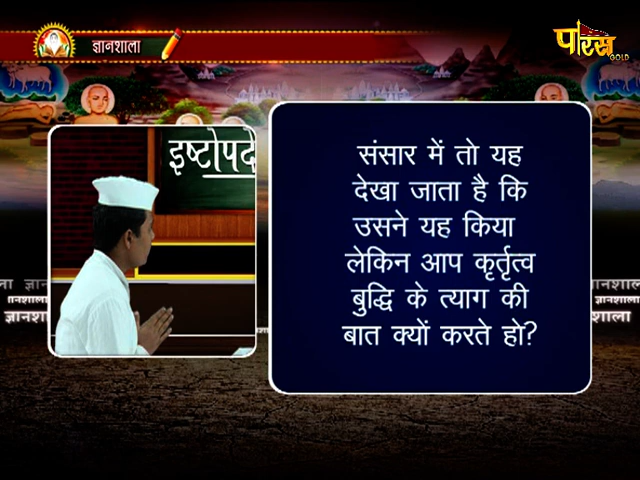 ज्ञानशाला
पारस
GOLD
इष्टोपदे
संसार में तो यह
देखा जाता है कि
उसने यह किया
लेकिन आप कृर्तृत्व
बुद्धि के त्याग की
बात क्यों करते हो?
ज्ञानशाला
ज्ञानशाला